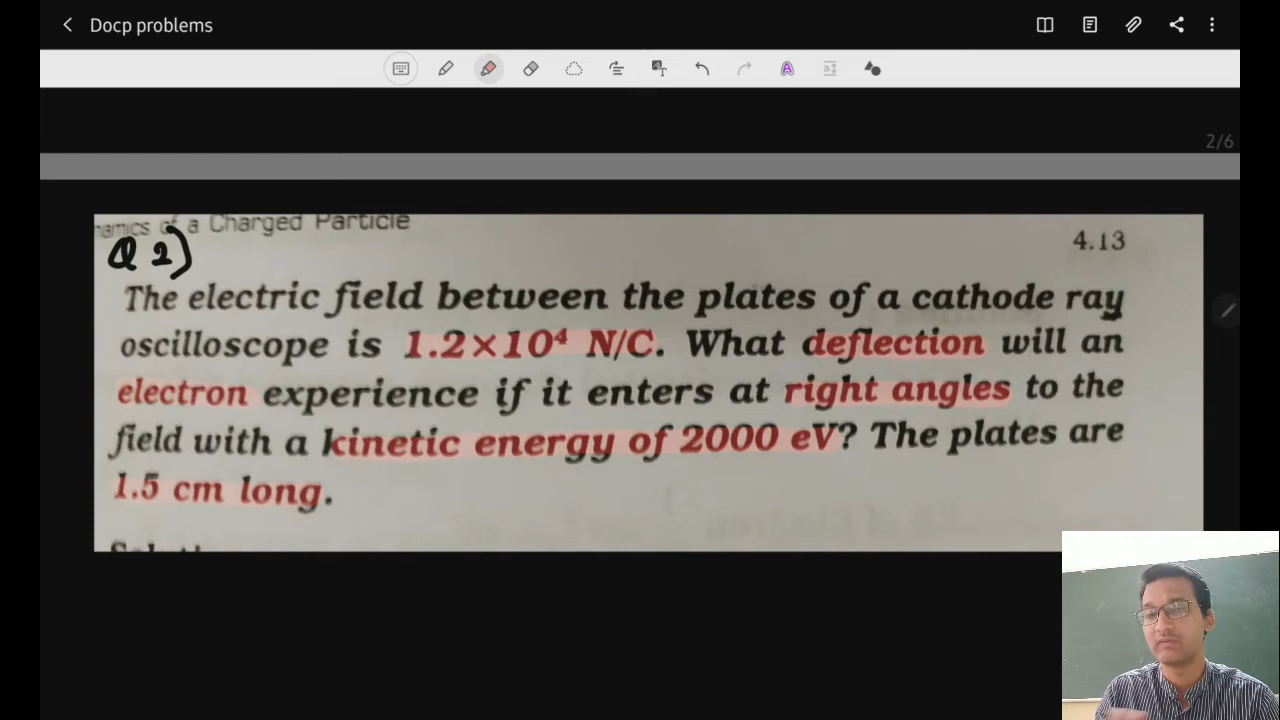 Docp problems
2/6
namics of a Charged Particle
4.13
Q 2)
The electric field between the plates of a cathode ray
oscilloscope is 1.2×10⁴ N/C. What deflection will an
electron experience if it enters at right angles to the
field with a kinetic energy of 2000 eV? The plates are
1.5 cm long.